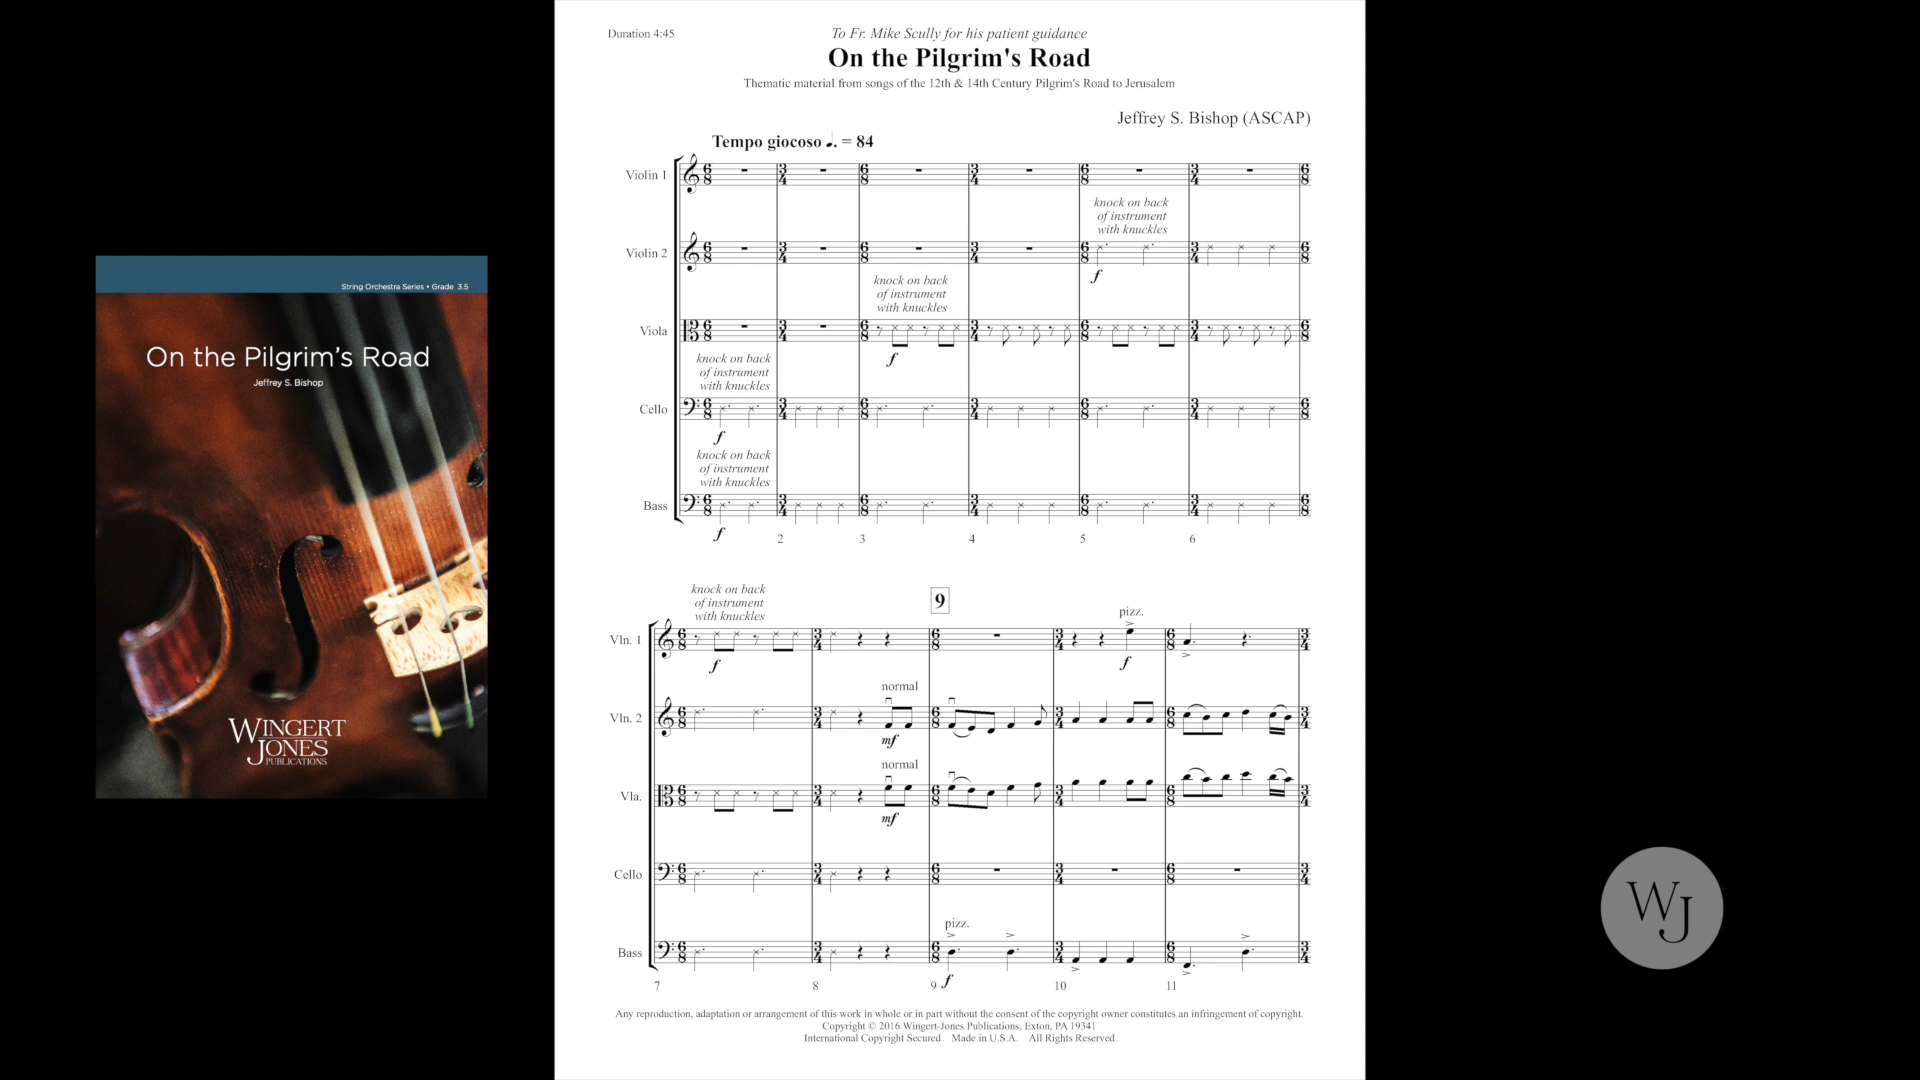 String Orchestra Series • Grade 3.5
On the Pilgrim's Road
Jeffrey S. Bishop
WINGERT
JONES
PUBLICATIONS
Duration 4:45
To Fr. Mike Scully for his patient guidance
On the Pilgrim's Road
Thematic material from songs of the 12th & 14th Century Pilgrim's Road to Jerusalem
Jeffrey S. Bishop (ASCAP)
Tempo giocoso ♩. = 84
Violin 1
knock on back
of instrument
with knuckles
Violin 2
f
knock on back
of instrument
with knuckles
Viola
f
knock on back
of instrument
with knuckles
Cello
f
knock on back
of instrument
with knuckles
Bass
f
2 3 4 5 6
knock on back
of instrument
with knuckles
9
pizz.
Vln. 1
f f
normal
Vln. 2
mf
normal
Vla.
mf
Cello
pizz.
Bass
f
7 8 9 10 11
Any reproduction, adaptation or arrangement of this work in whole or in part without the consent of the copyright owner constitutes an infringement of copyright.
Copyright © 2016 Wingert-Jones Publications, Exton, PA 19341
International Copyright Secured Made in U.S.A. All Rights Reserved
WJ